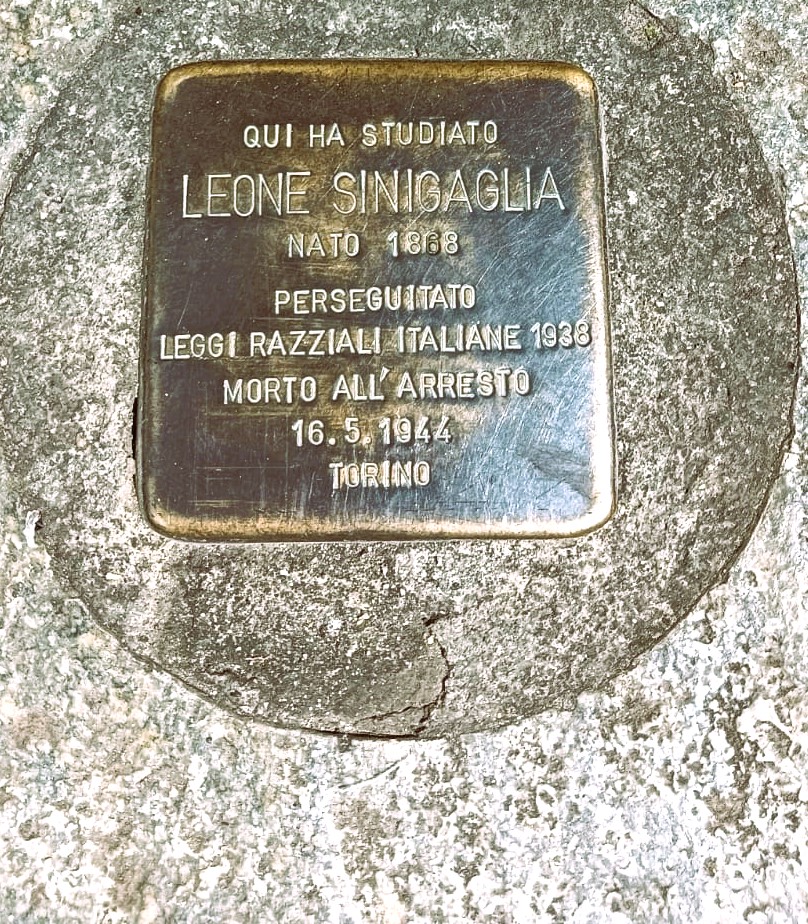 QUI HA STUDIATO
LEONE SINIGAGLIA
NATO 1868
PERSEGUITATO
LEGGI RAZZIALI ITALIANE 1938
MORTO ALL'ARRESTO
16.5.1944
TORINO